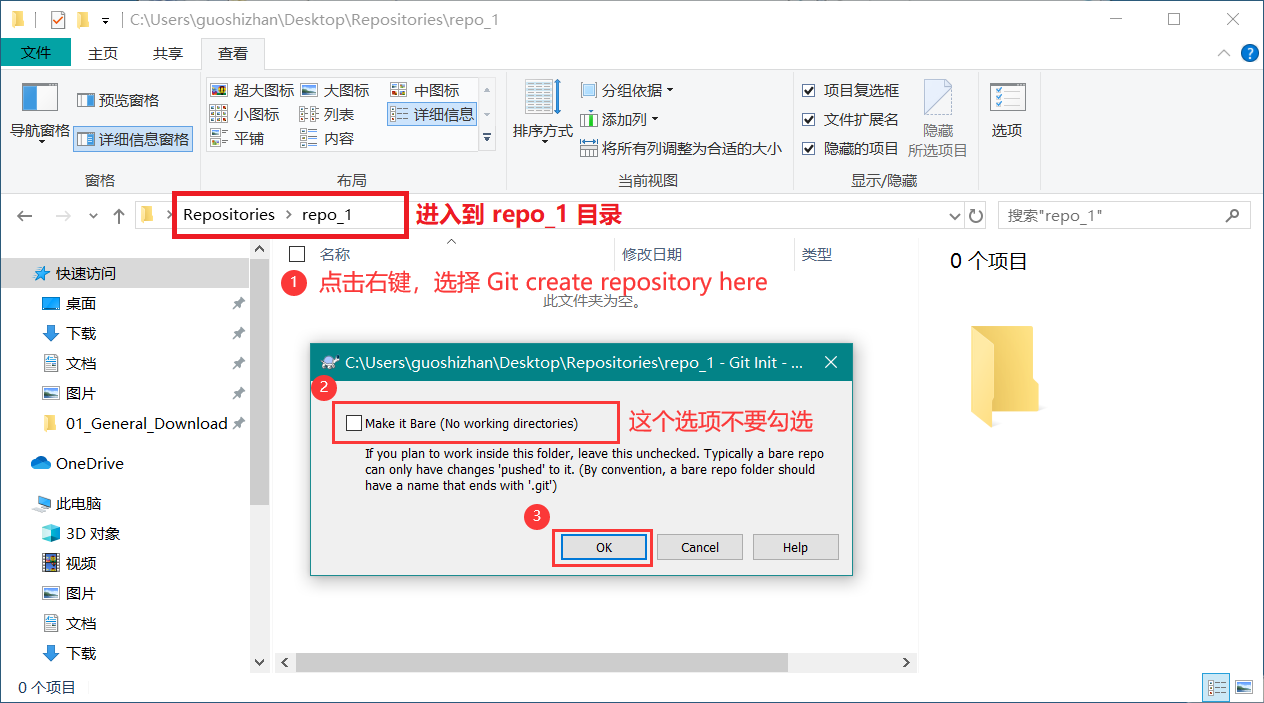 C:\Users\guoshizhan\Desktop\Repositories\repo_1
文件 主页 共享 查看
导航窗格
预览窗格
详细信息窗格
窗格
超大图标 大图标 中图标
小图标 列表 详细信息
平铺 内容
布局
排序方式
分组依据
添加列
将所有列调整为合适的大小
当前视图
项目复选框
文件扩展名
隐藏的项目
隐藏
所选项目
显示/隐藏
选项
Repositories > repo_1
进入到 repo_1 目录
搜索"repo_1"
快速访问
桌面
下载
文档
图片
01_General_Download
OneDrive
此电脑
3D 对象
视频
图片
文档
下载
名称 修改日期 类型
1 点击右键，选择 Git create repository here
此文件夹为空。
C:\Users\guoshizhan\Desktop\Repositories\repo_1 - Git Init - ...
2
Make it Bare (No working directories)
这个选项不要勾选
If you plan to work inside this folder, leave this unchecked. Typically a bare repo
can only have changes 'pushed' to it. (By convention, a bare repo folder should
have a name that ends with '.git')
3
OK Cancel Help
0 个项目
0 个项目